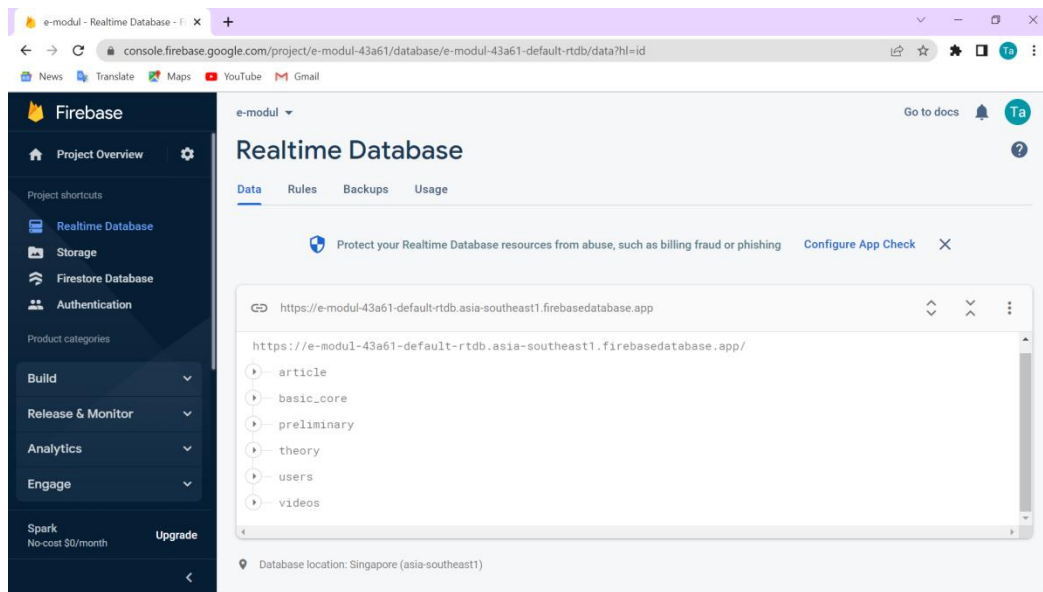 e-modul - Realtime Database - Fi
console.firebase.google.com/project/e-modul-43a61/database/e-modul-43a61-default-rtdb/data?hl=id
Ta
News Translate Maps YouTube Gmail
Firebase
e-modul
Go to docs
Ta
Project Overview
Realtime Database
Project shortcuts
Data Rules Backups Usage
Realtime Database
Storage
Firestore Database
Authentication
Protect your Realtime Database resources from abuse, such as billing fraud or phishing Configure App Check
Product categories
Build
Release & Monitor
Analytics
Engage
https://e-modul-43a61-default-rtdb.asia-southeast1.firebasedatabase.app
https://e-modul-43a61-default-rtdb.asia-southeast1.firebasedatabase.app/
article
basic_core
preliminary
theory
users
videos
Spark
No-cost $0/month
Upgrade
Database location: Singapore (asia-southeast1)